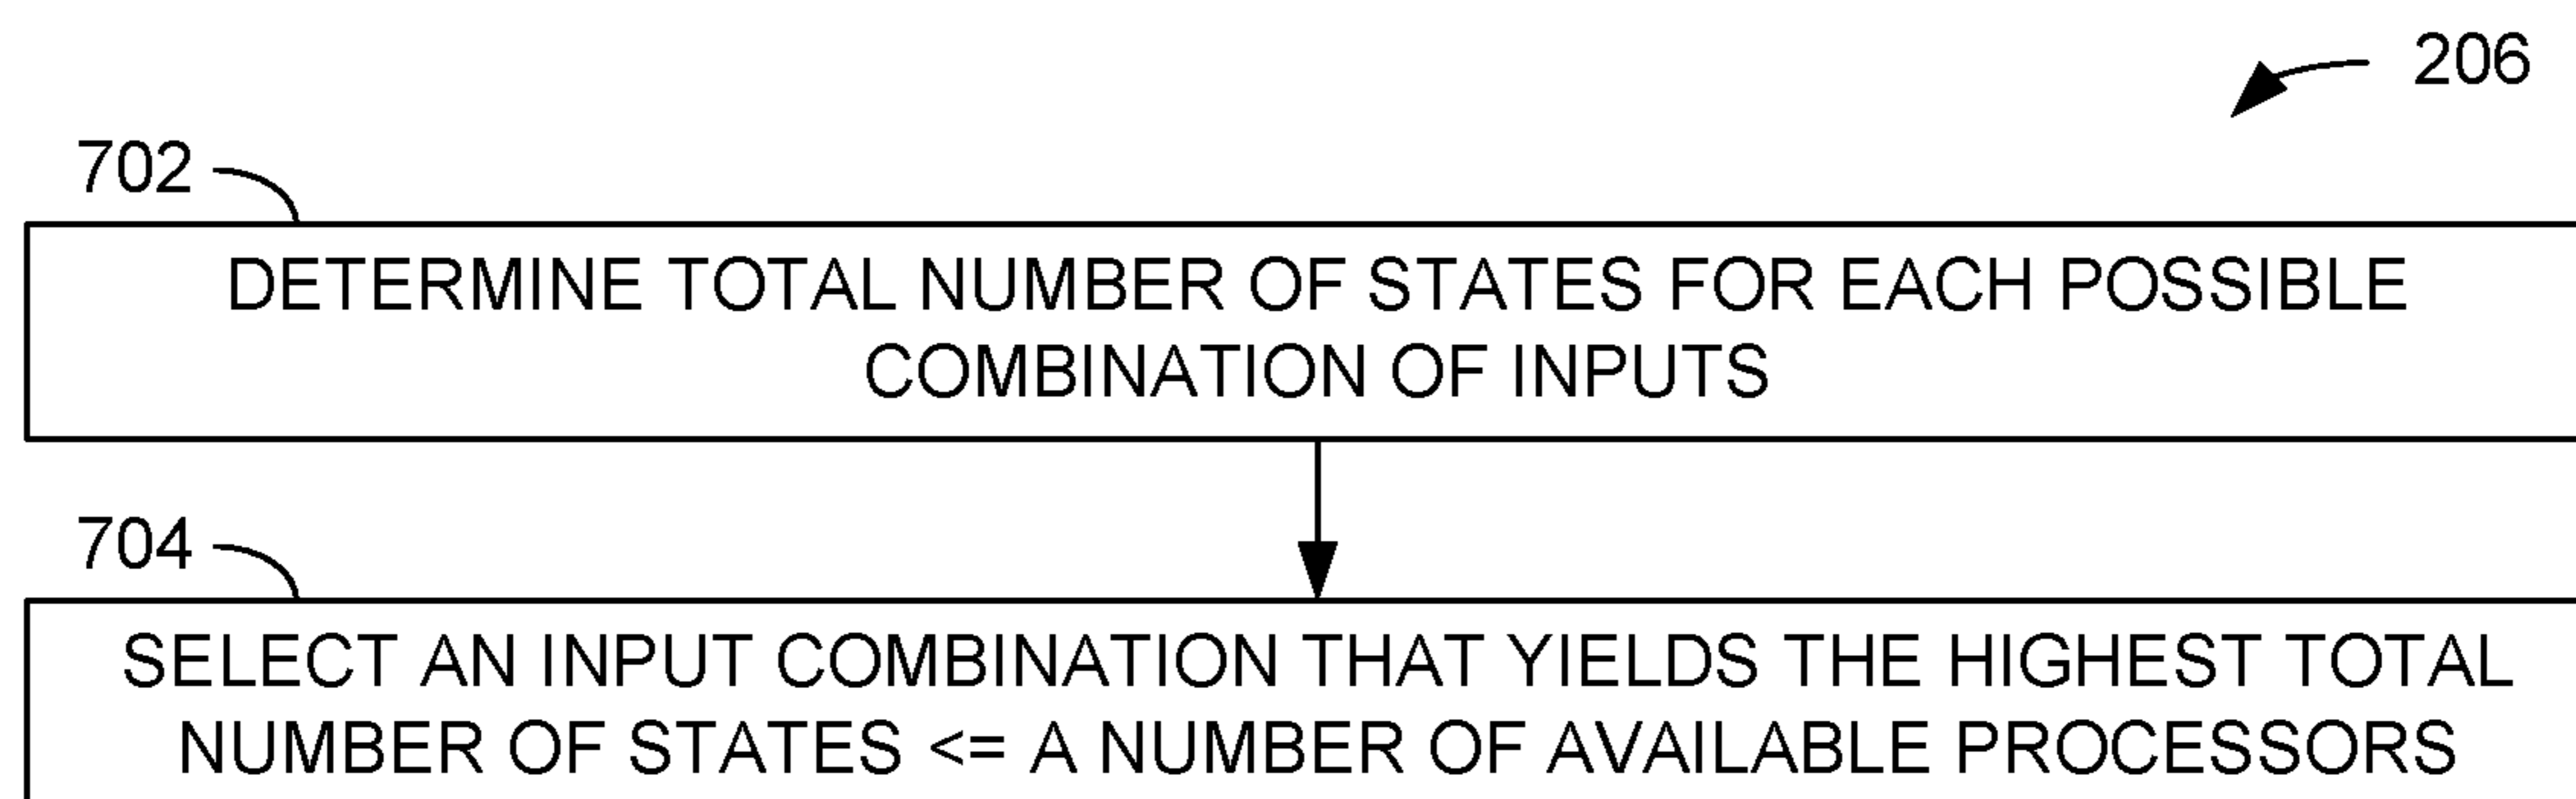 206
702
DETERMINE TOTAL NUMBER OF STATES FOR EACH POSSIBLE
COMBINATION OF INPUTS
704
SELECT AN INPUT COMBINATION THAT YIELDS THE HIGHEST TOTAL
NUMBER OF STATES <= A NUMBER OF AVAILABLE PROCESSORS